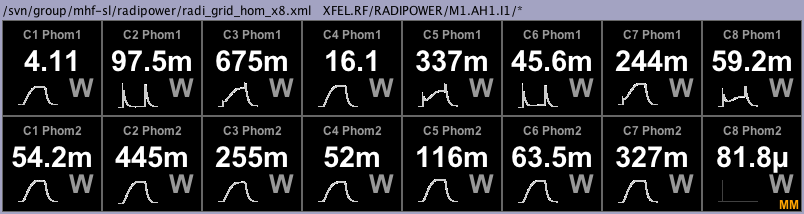 /svn/group/mhf-sl/radipower/radi_grid_hom_x8.xml XFEL.RF/RADIPOWER/M1.AH1.I1/*
C1 Phom1 C2 Phom1 C3 Phom1 C4 Phom1 C5 Phom1 C6 Phom1 C7 Phom1 C8 Phom1
4.11 97.5m 675m 16.1 337m 45.6m 244m 59.2m
W W W W W W W W
C1 Phom2 C2 Phom2 C3 Phom2 C4 Phom2 C5 Phom2 C6 Phom2 C7 Phom2 C8 Phom2
54.2m 445m 255m 52m 116m 63.5m 327m 81.8µ
W W W W W W W W
MM